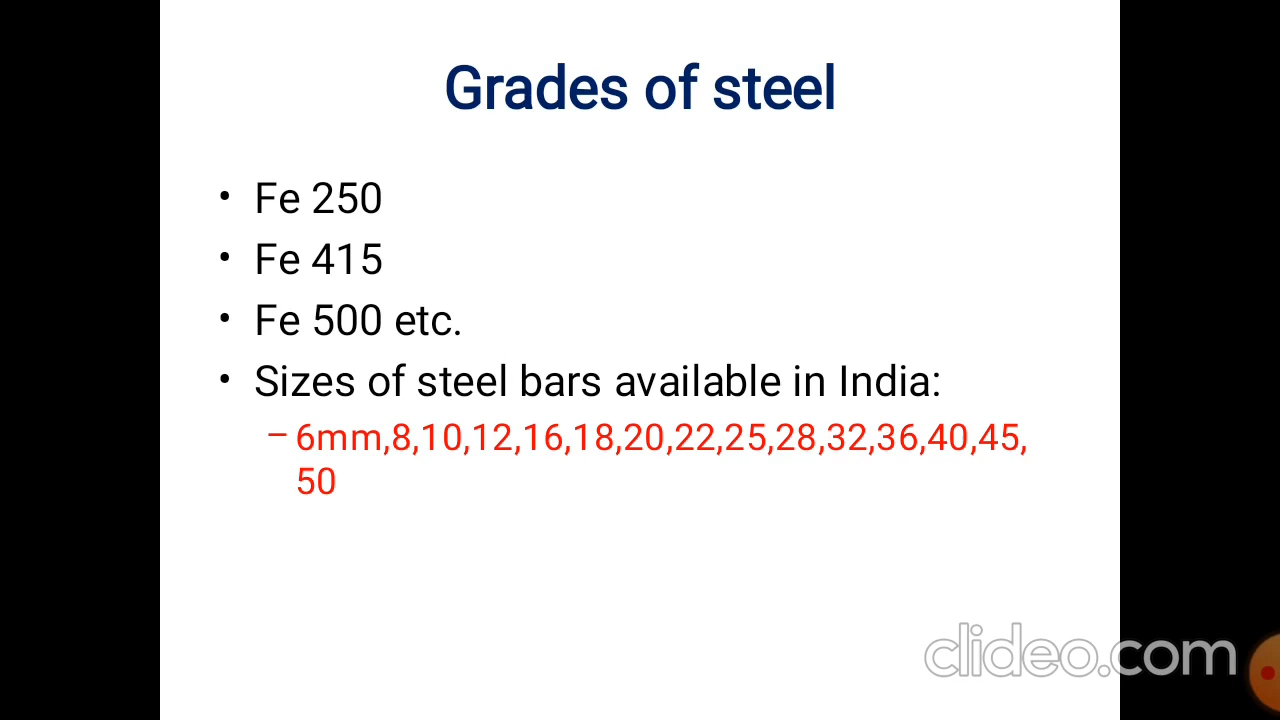 Grades of steel
• Fe 250
• Fe 415
• Fe 500 etc.
• Sizes of steel bars available in India:
– 6mm,8,10,12,16,18,20,22,25,28,32,36,40,45,
50
clideo.com